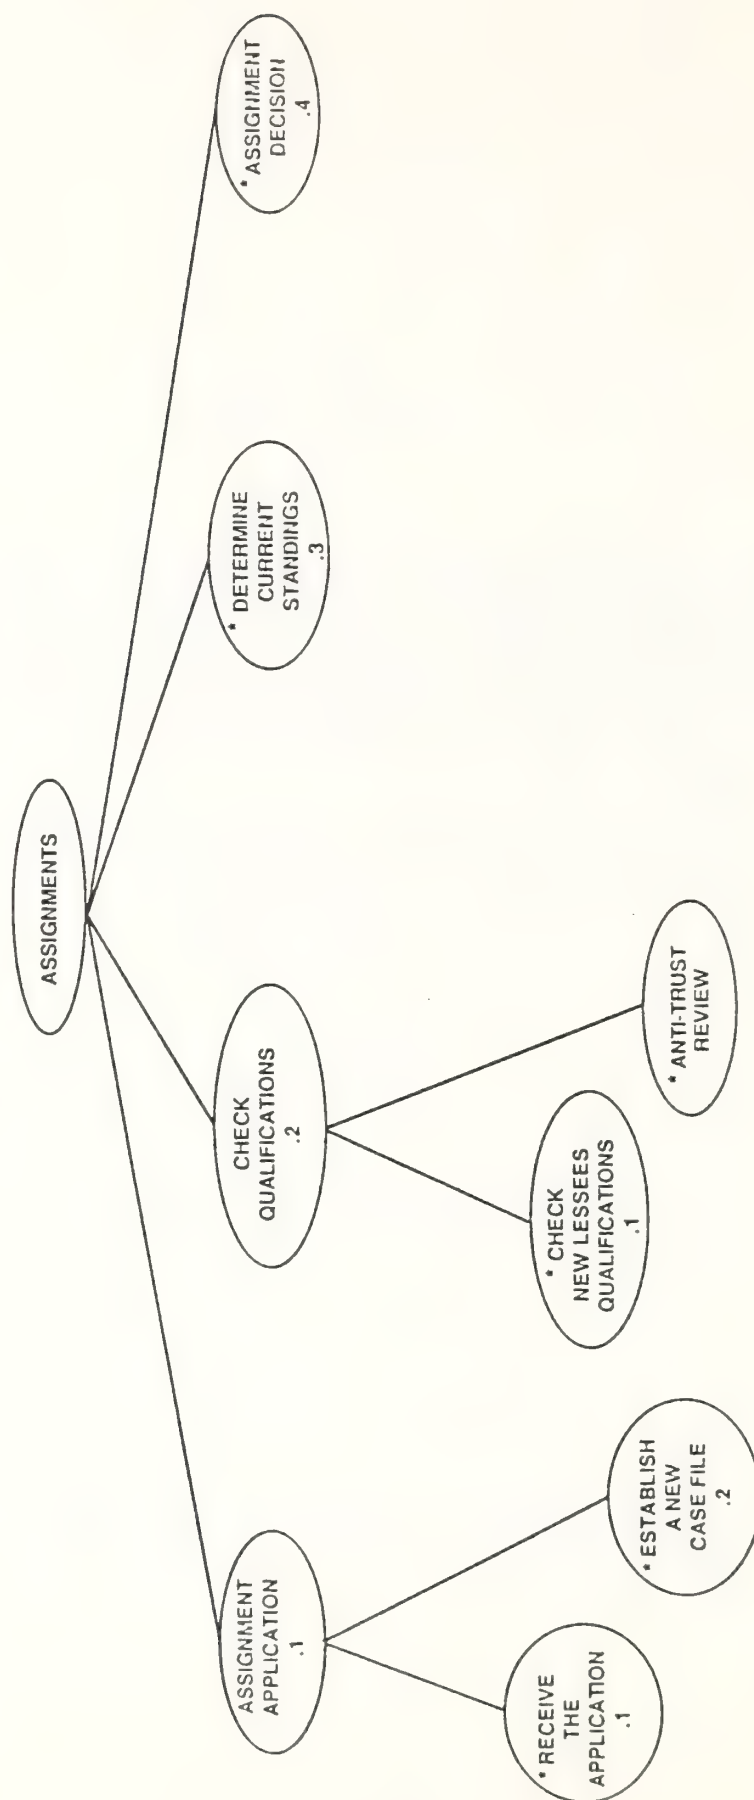 ASSIGNMENTS
ASSIGNMENT
APPLICATION
.1
CHECK
QUALIFICATIONS
.2
* DETERMINE
CURRENT
STANDINGS
.3
* ASSIGNMENT
DECISION
.4
* RECEIVE
THE
APPLICATION
.1
* ESTABLISH
A NEW
CASE FILE
.2
* CHECK
NEW LESSEES
QUALIFICATIONS
.1
* ANTI-TRUST
REVIEW